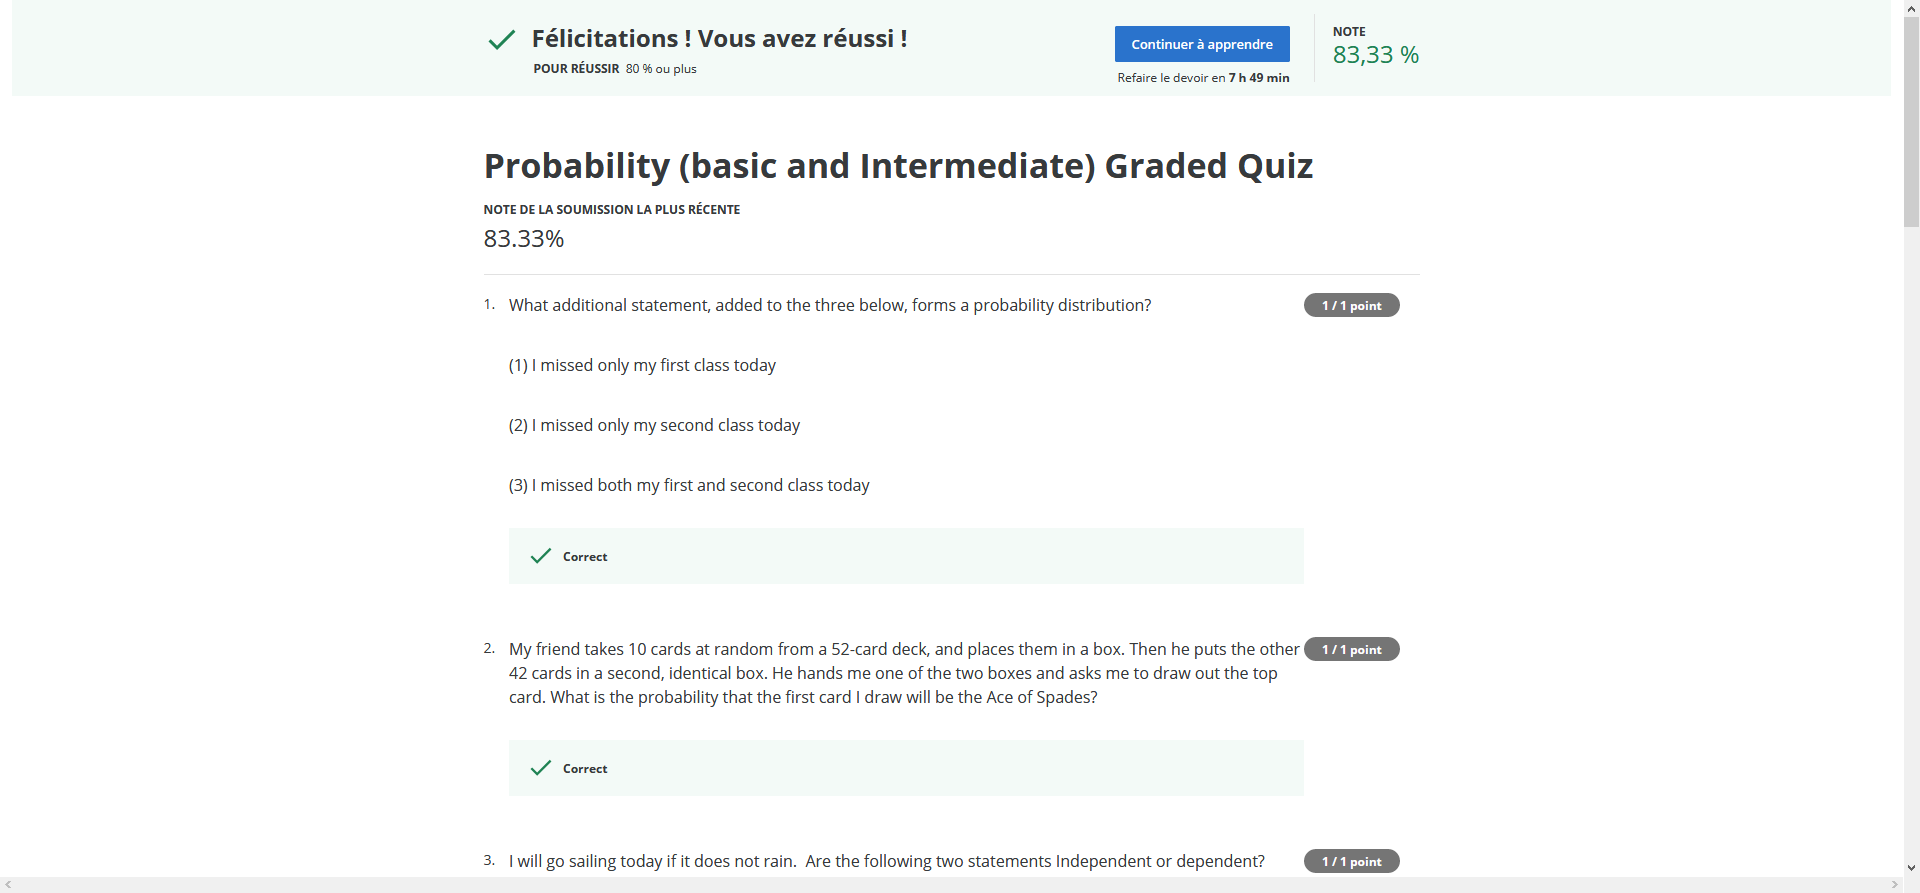 Félicitations ! Vous avez réussi !
POUR RÉUSSIR 80 % ou plus
Continuer à apprendre
Refaire le devoir en 7 h 49 min
NOTE
83,33 %
Probability (basic and Intermediate) Graded Quiz
NOTE DE LA SOUMISSION LA PLUS RÉCENTE
83.33%
1. What additional statement, added to the three below, forms a probability distribution?
1 / 1 point
(1) I missed only my first class today
(2) I missed only my second class today
(3) I missed both my first and second class today
Correct
2. My friend takes 10 cards at random from a 52-card deck, and places them in a box. Then he puts the other
1 / 1 point
42 cards in a second, identical box. He hands me one of the two boxes and asks me to draw out the top
card. What is the probability that the first card I draw will be the Ace of Spades?
Correct
3. I will go sailing today if it does not rain.  Are the following two statements Independent or dependent?
1 / 1 point